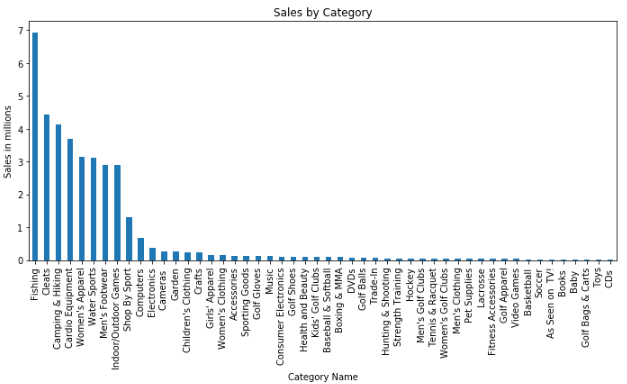 Sales by Category
Sales in millions
7
6
5
4
3
2
1
0
Fishing
Cleats
Camping & Hiking
Cardio Equipment
Women's Apparel
Water Sports
Men's Footwear
Indoor/Outdoor Games
Shop By Sport
Computers
Electronics
Cameras
Garden
Children's Clothing
Crafts
Girls' Apparel
Women's Clothing
Accessories
Sporting Goods
Golf Gloves
Music
Consumer Electronics
Golf Shoes
Health and Beauty
Kids' Golf Clubs
Baseball & Softball
Boxing & MMA
DVDs
Golf Balls
Trade-In
Hunting & Shooting
Strength Training
Hockey
Men's Golf Clubs
Tennis & Racquet
Women's Golf Clubs
Men's Clothing
Pet Supplies
Lacrosse
Fitness Accessories
Golf Apparel
Video Games
Basketball
Soccer
As Seen on TV!
Books
Baby
Golf Bags & Carts
Toys
CDs
Category Name